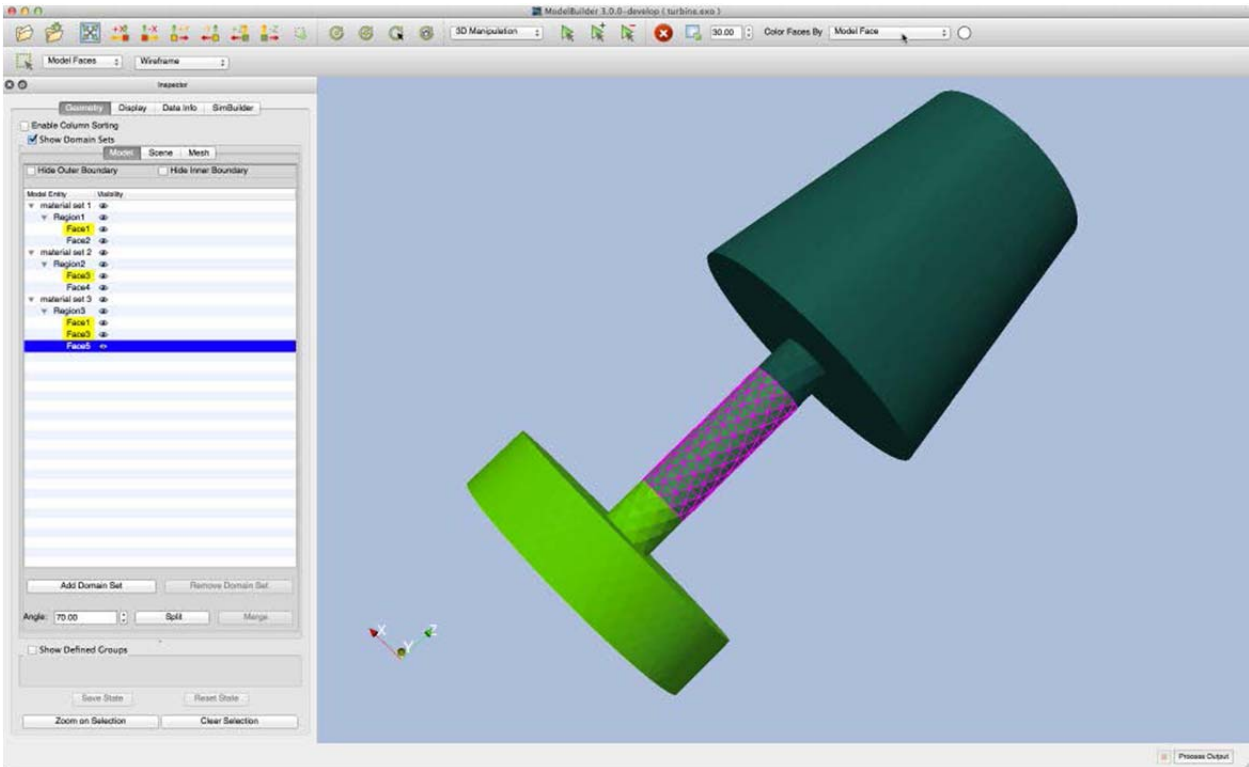 ModelBuilder 3.0.0-develop ( turbine.exo )
3D Manipulation 30.00 Color Faces By Model Face
Model Faces Wireframe
Inspector
Geometry Display Data Info SimBuilder
Enable Column Sorting
Show Domain Sets
Model Scene Mesh
Hide Outer Boundary Hide Inner Boundary
Model Entity Visibility
material set 1
Region1
Face1
Face2
material set 2
Region2
Face3
Face4
material set 3
Region3
Face1
Face3
Face5
Add Domain Set Remove Domain Set
Angle: 70.00 Split Merge
Show Defined Groups
Save State Reset State
Zoom on Selection Clear Selection
X Y Z
Process Output